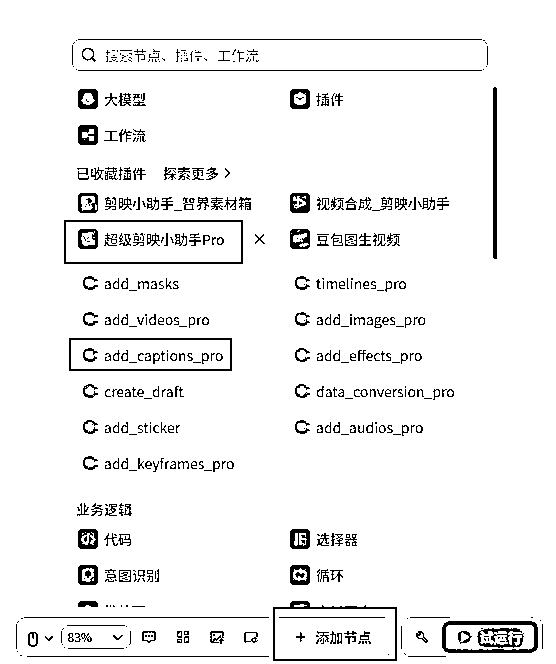 搜索节点、插件、工作流
大模型 插件
工作流
已收藏插件 探索更多 >
剪映小助手_智界素材箱 视频合成_剪映小助手
超级剪映小助手Pro × 豆包图生视频
add_masks timelines_pro
add_videos_pro add_images_pro
add_captions_pro add_effects_pro
create_draft data_conversion_pro
add_sticker add_audios_pro
add_keyframes_pro
业务逻辑
代码 选择器
意图识别 循环
83% + 添加节点 试运行